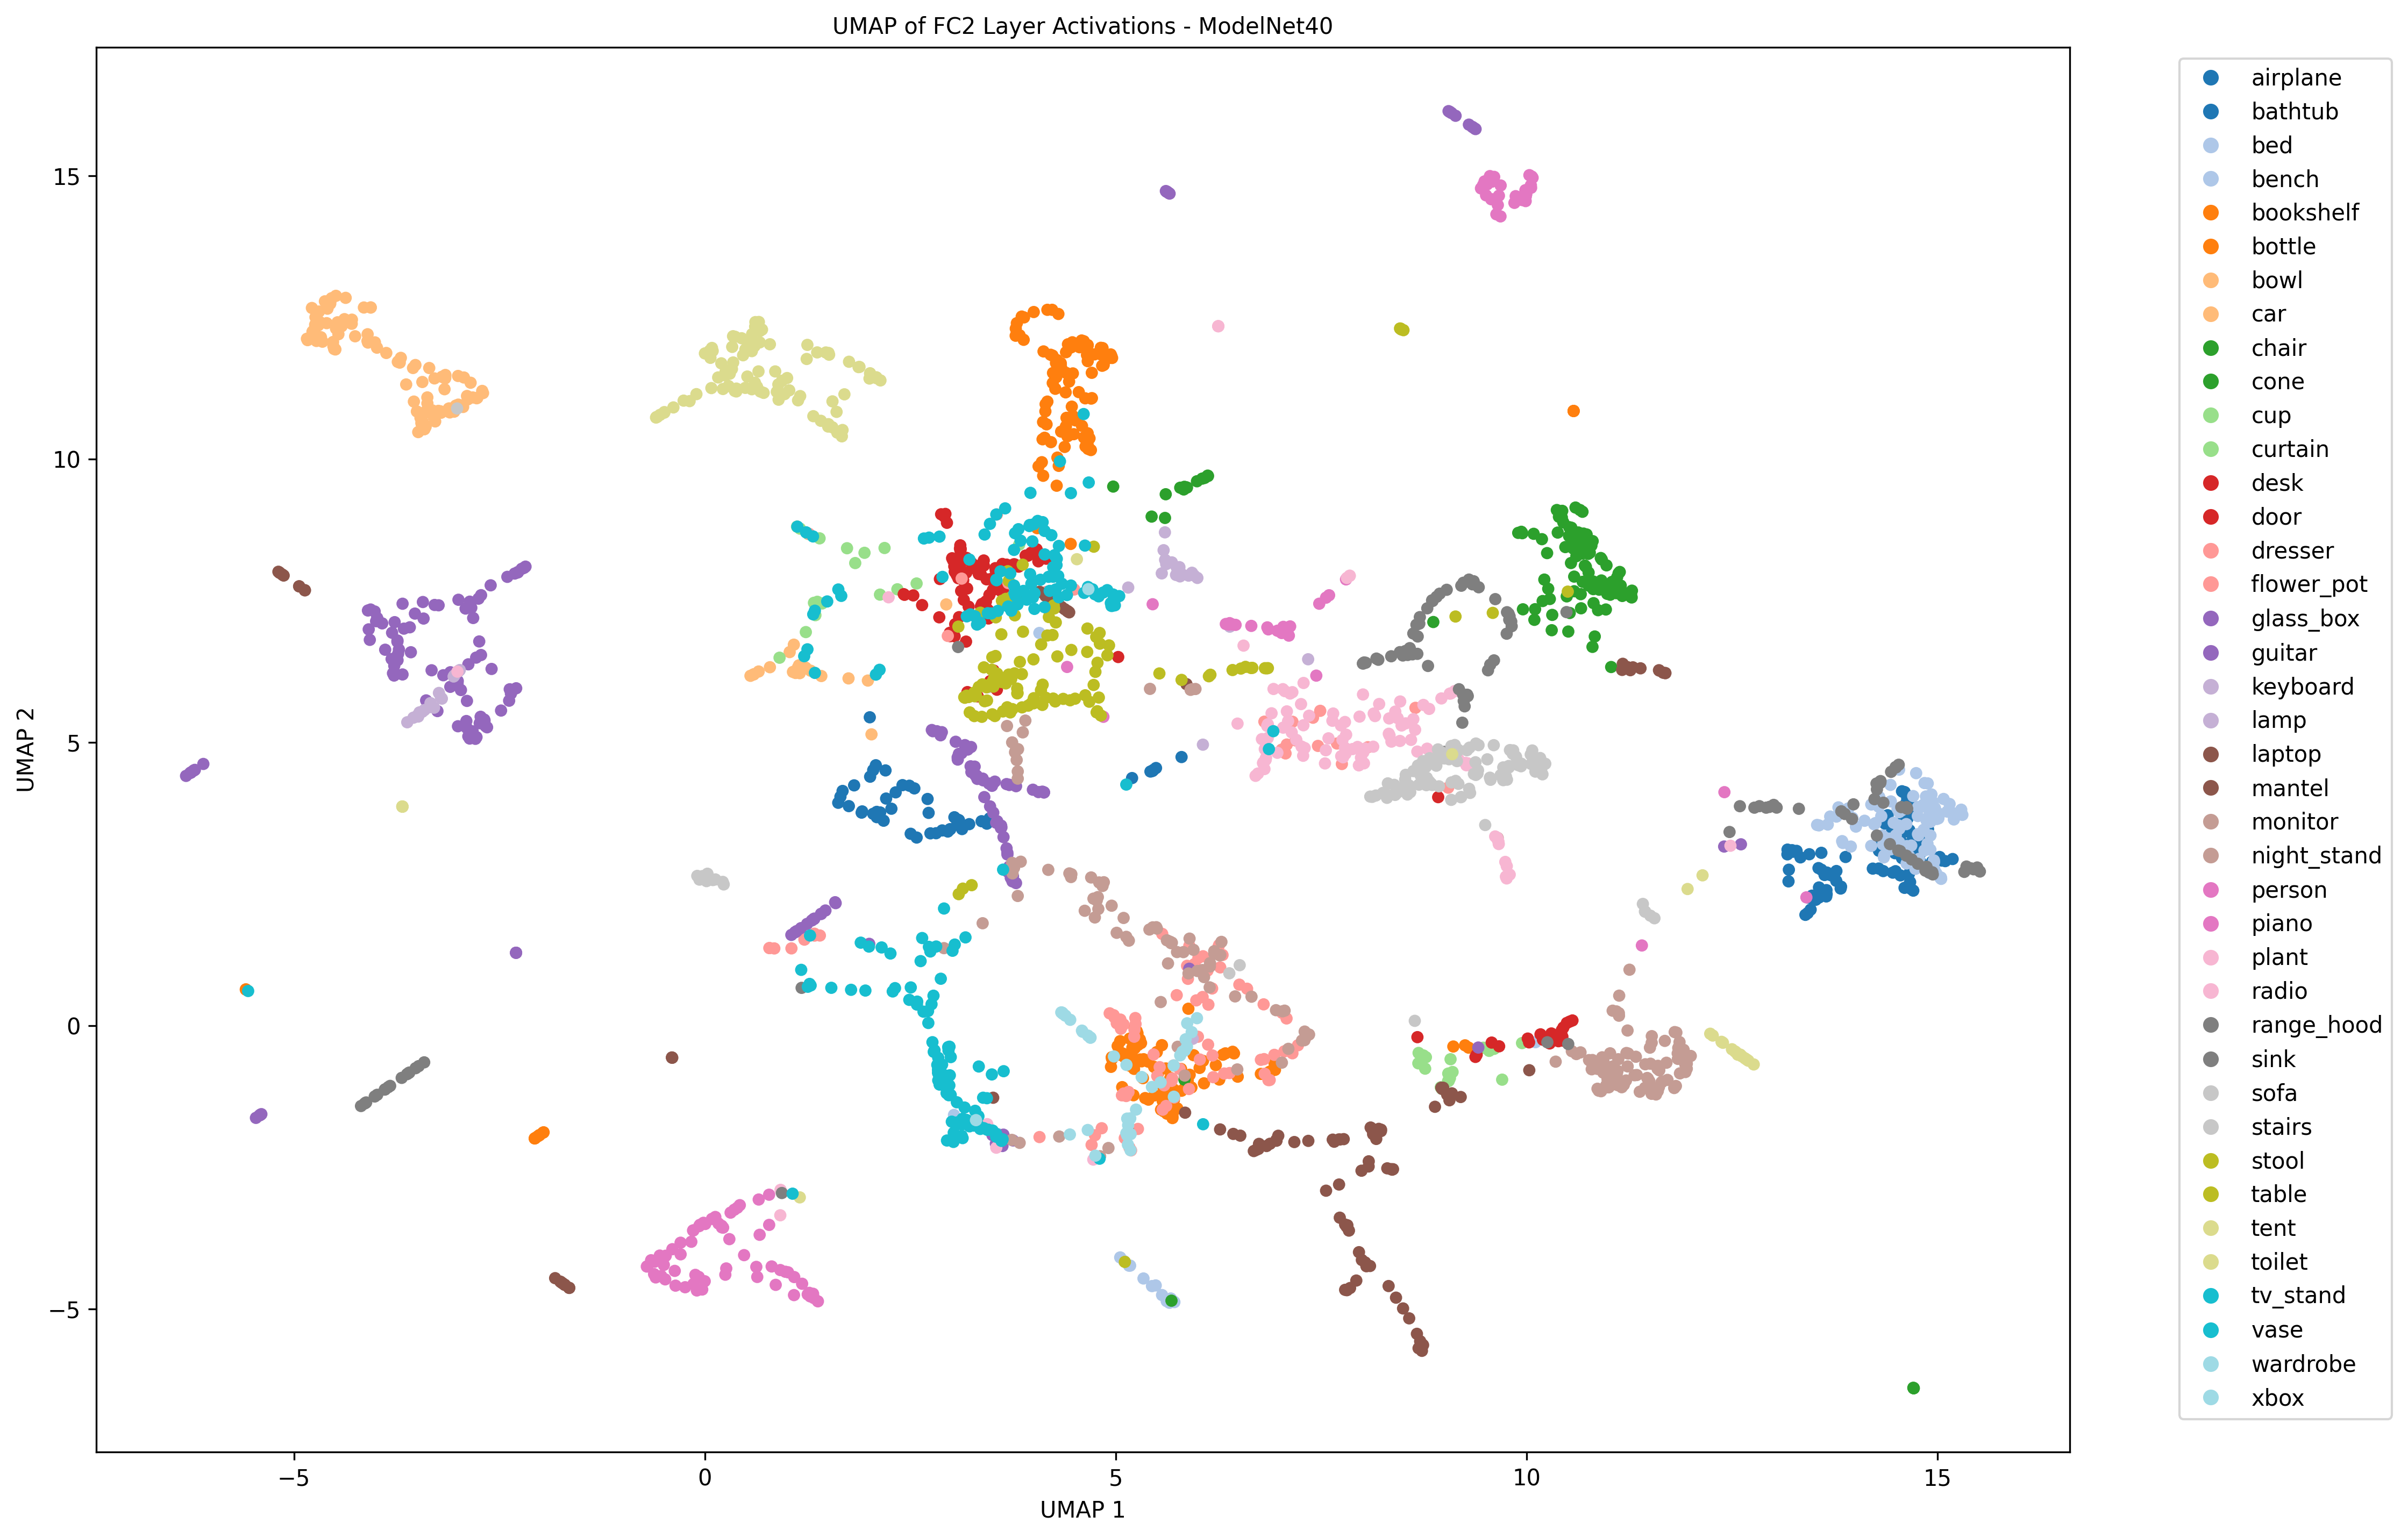 UMAP of FC2 Layer Activations - ModelNet40
15
10
5
0
−5
UMAP 2
−5
0
5
10
15
UMAP 1
airplane
bathtub
bed
bench
bookshelf
bottle
bowl
car
chair
cone
cup
curtain
desk
door
dresser
flower_pot
glass_box
guitar
keyboard
lamp
laptop
mantel
monitor
night_stand
person
piano
plant
radio
range_hood
sink
sofa
stairs
stool
table
tent
toilet
tv_stand
vase
wardrobe
xbox